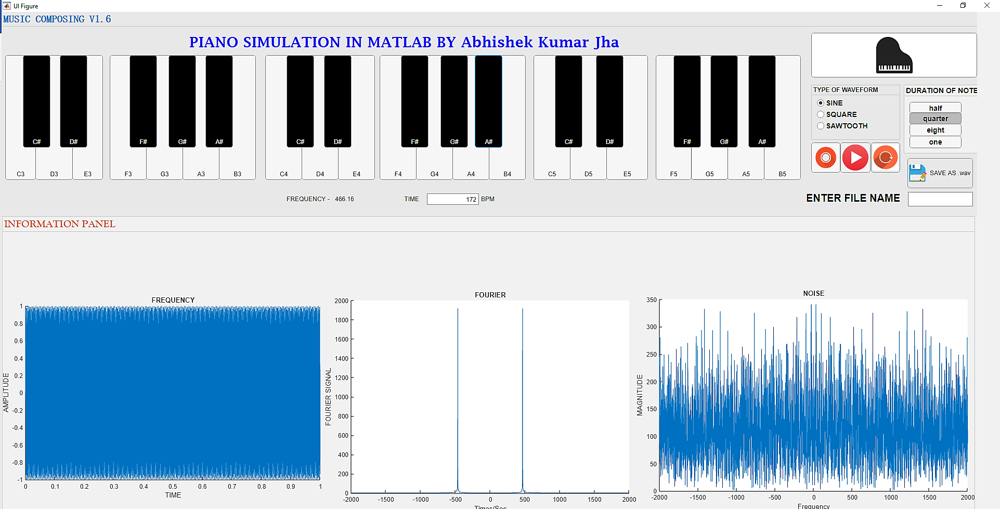 UI Figure
MUSIC COMPOSING V1.6
PIANO SIMULATION IN MATLAB BY Abhishek Kumar Jha
C# D# F# G# A# C# D# F# G# A# C# D# F# G# A#
C3 D3 E3 F3 G3 A3 B3 C4 D4 E4 F4 G4 A4 B4 C5 D5 E5 F5 G5 A5 B5
TYPE OF WAVEFORM
SINE
SQUARE
SAWTOOTH
DURATION OF NOTE
half
quarter
eight
one
SAVE AS .wav
FREQUENCY - 466.16
TIME 172 BPM
ENTER FILE NAME
INFORMATION PANEL
FREQUENCY
AMPLITUDE
1
0.8
0.6
0.4
0.2
0
-0.2
-0.4
-0.6
-0.8
-1
0 0.1 0.2 0.3 0.4 0.5 0.6 0.7 0.8 0.9 1
TIME
FOURIER
FOURIER SIGNAL
2000
1800
1600
1400
1200
1000
800
600
400
200
0
-2000 -1500 -1000 -500 0 500 1000 1500 2000
Times/Sec
NOISE
MAGNITUDE
350
300
250
200
150
100
50
0
-2000 -1500 -1000 -500 0 500 1000 1500 2000
Frequency